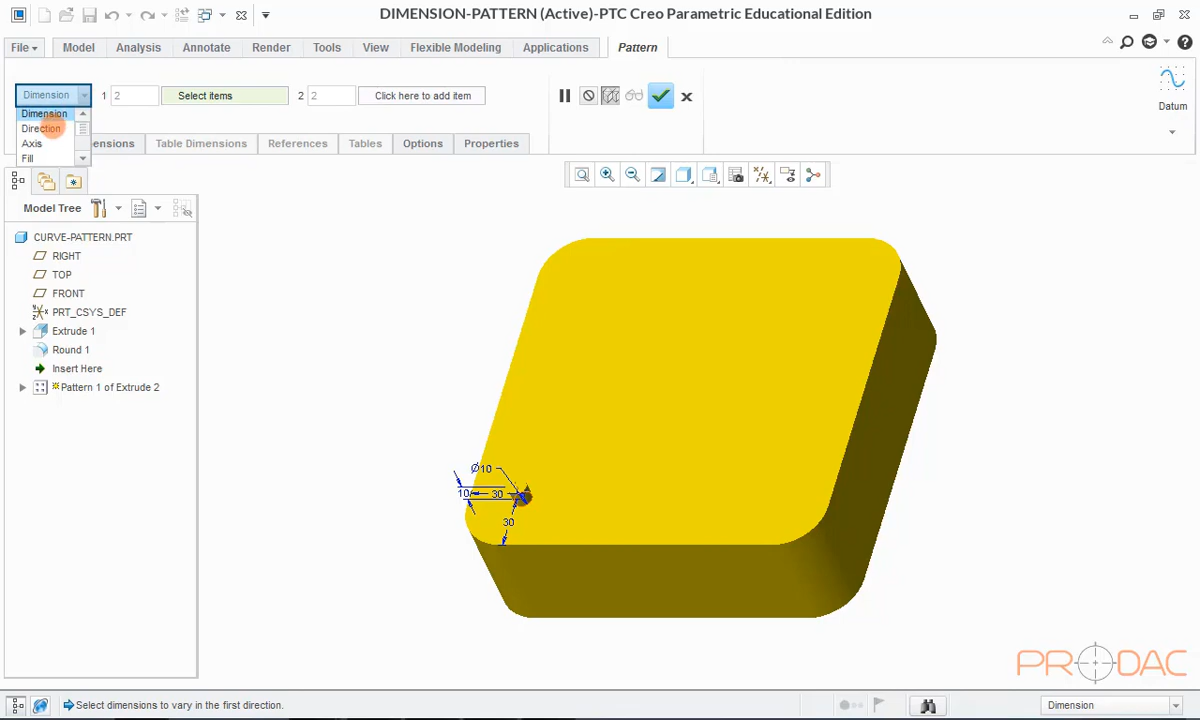 DIMENSION-PATTERN (Active)-PTC Creo Parametric Educational Edition
File Model Analysis Annotate Render Tools View Flexible Modeling Applications Pattern
Dimension 1 2 Select items 2 2 Click here to add item
Datum
Dimension
Direction
Axis
Fill
ensions Table Dimensions References Tables Options Properties
Model Tree
CURVE-PATTERN.PRT
RIGHT
TOP
FRONT
PRT_CSYS_DEF
Extrude 1
Round 1
Insert Here
Pattern 1 of Extrude 2
Ø10
10 30
30
PRODAC
Select dimensions to vary in the first direction.
Dimension